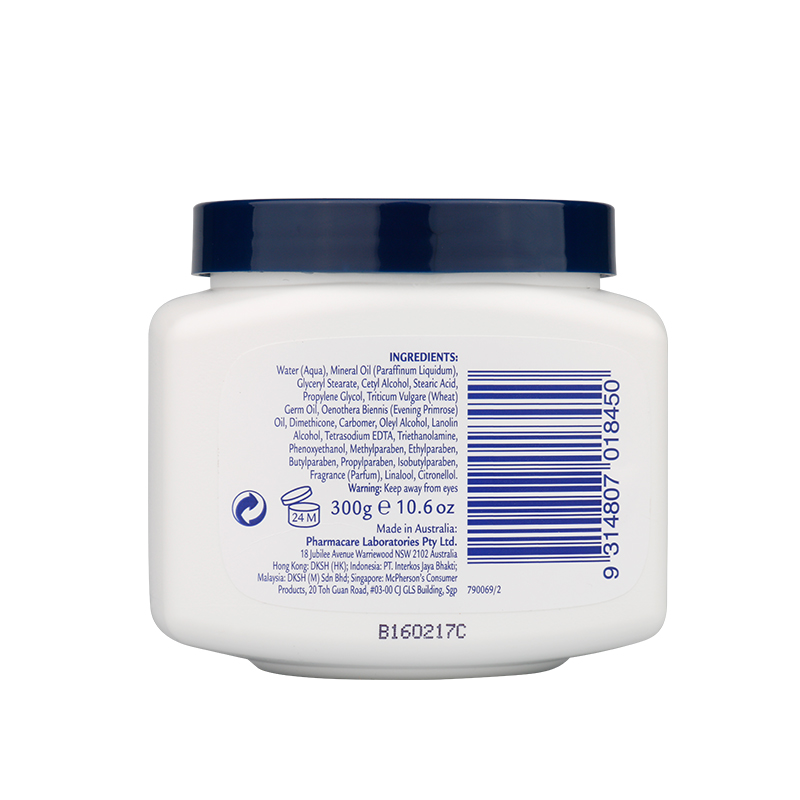 INGREDIENTS:
Water (Aqua), Mineral Oil (Paraffinum Liquidum),
Glyceryl Stearate, Cetyl Alcohol, Stearic Acid,
Propylene Glycol, Triticum Vulgare (Wheat)
Germ Oil, Oenothera Biennis (Evening Primrose)
Oil, Dimethicone, Carbomer, Oleyl Alcohol, Lanolin
Alcohol, Tetrasodium EDTA, Triethanolamine,
Phenoxyethanol, Methylparaben, Ethylparaben,
Butylparaben, Propylparaben, Isobutylparaben,
Fragrance (Parfum), Linalool, Citronellol.
Warning: Keep away from eyes
24 M
300g e 10.6 oz
Made in Australia:
Pharmacare Laboratories Pty Ltd.
18 Jubilee Avenue Warriewood NSW 2102 Australia
Hong Kong: DKSH (HK); Indonesia: PT. Interkos Jaya Bhakti;
Malaysia: DKSH (M) Sdn Bhd; Singapore: McPherson's Consumer
Products, 20 Toh Guan Road, #03-00 CJ GLS Building, Sgp
790069/2
9 314807 018450
B160217C